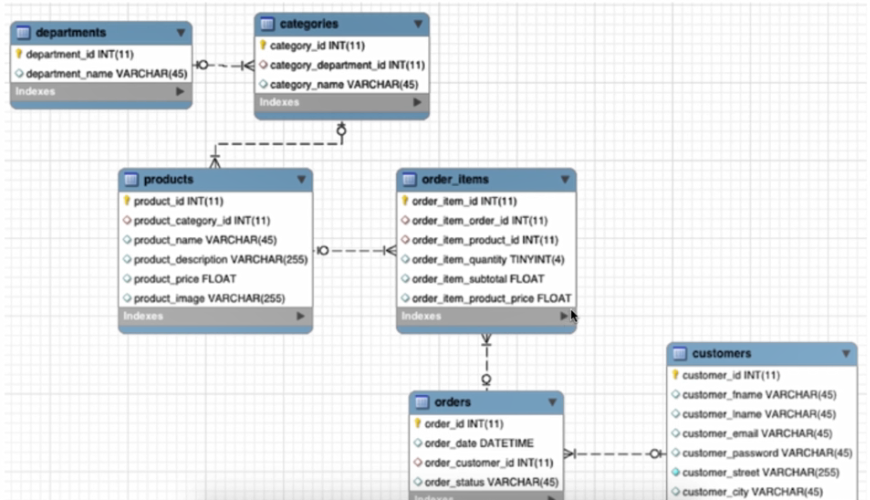 departments
department_id INT(11)
department_name VARCHAR(45)
Indexes
categories
category_id INT(11)
category_department_id INT(11)
category_name VARCHAR(45)
Indexes
products
product_id INT(11)
product_category_id INT(11)
product_name VARCHAR(45)
product_description VARCHAR(255)
product_price FLOAT
product_image VARCHAR(255)
Indexes
order_items
order_item_id INT(11)
order_item_order_id INT(11)
order_item_product_id INT(11)
order_item_quantity TINYINT(4)
order_item_subtotal FLOAT
order_item_product_price FLOAT
Indexes
orders
order_id INT(11)
order_date DATETIME
order_customer_id INT(11)
order_status VARCHAR(45)
Indexes
customers
customer_id INT(11)
customer_fname VARCHAR(45)
customer_lname VARCHAR(45)
customer_email VARCHAR(45)
customer_password VARCHAR(45)
customer_street VARCHAR(255)
customer_city VARCHAR(45)